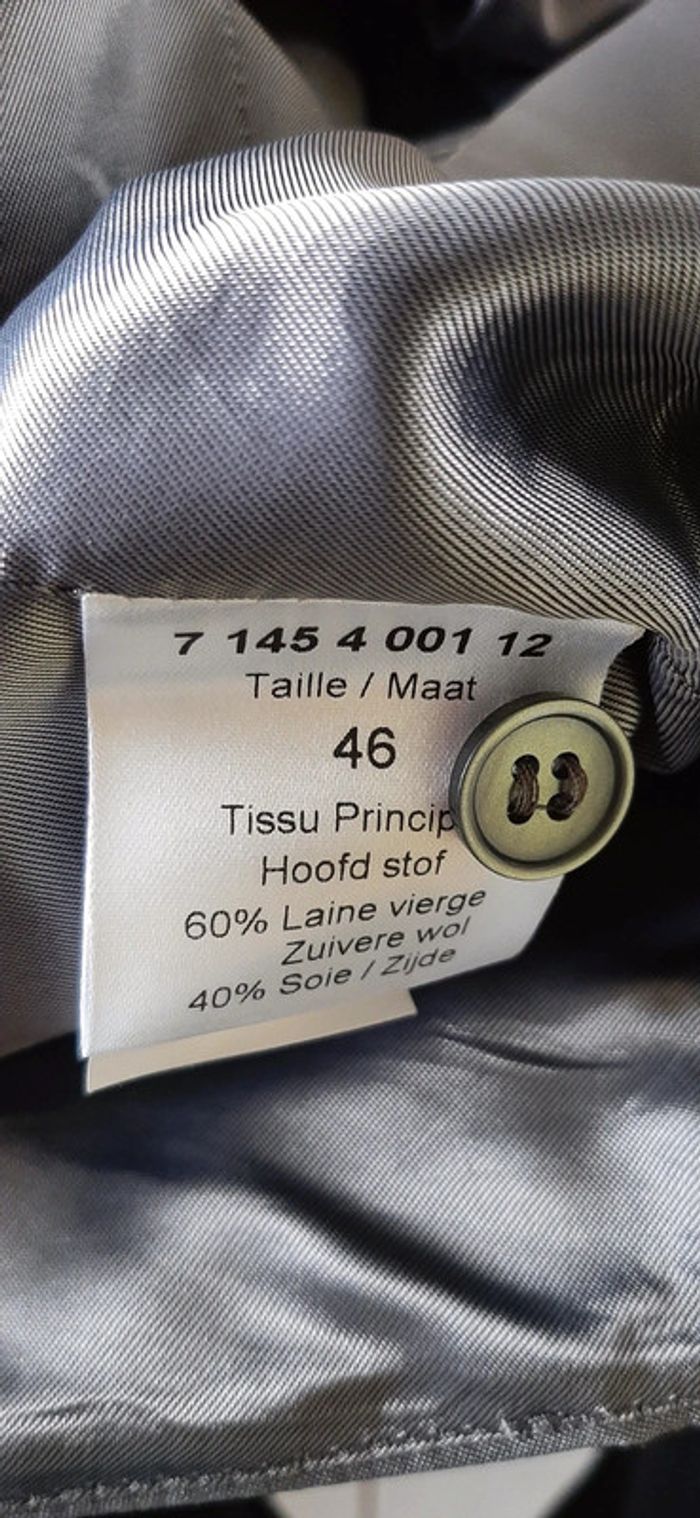 7 145 4 001 12
Taille / Maat
46
Tissu Princip
Hoofd stof
60% Laine vierge
Zuivere wol
40% Soie / Zijde